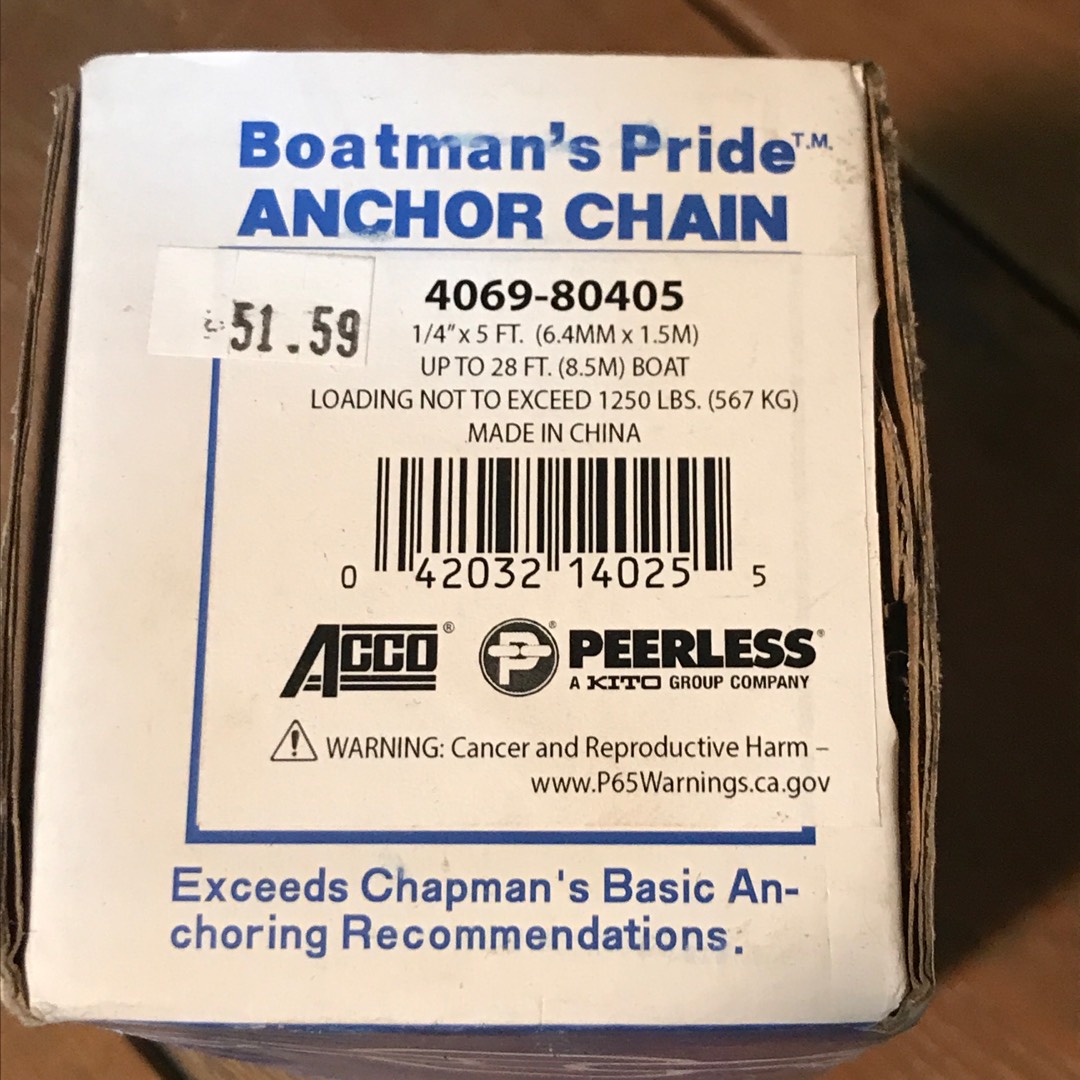 Boatman's Pride T.M.
ANCHOR CHAIN
51.59
4069-80405
1/4" x 5 FT. (6.4MM x 1.5M)
UP TO 28 FT. (8.5M) BOAT
LOADING NOT TO EXCEED 1250 LBS. (567 KG)
MADE IN CHINA
0 42032 14025 5
ACCO® P® PEERLESS®
A KITO GROUP COMPANY
WARNING: Cancer and Reproductive Harm –
www.P65Warnings.ca.gov
Exceeds Chapman's Basic An-
choring Recommendations.